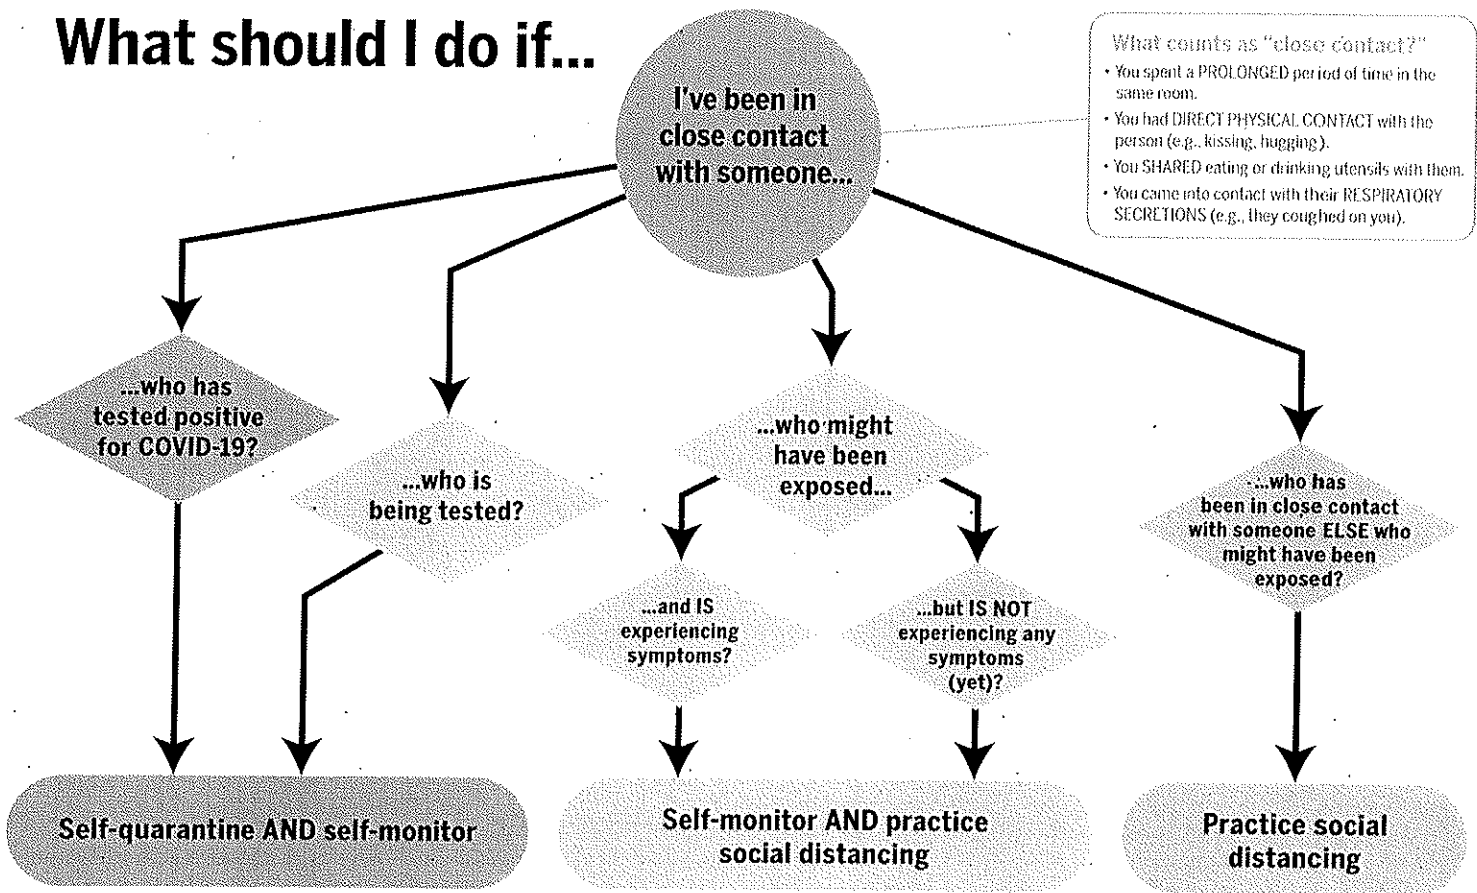 What should I do if...
I've been in
close contact
with someone...
What counts as "close contact?"
• You spent a PROLONGED period of time in the
same room.
• You had DIRECT PHYSICAL CONTACT with the
person (e.g., kissing, hugging).
• You SHARED eating or drinking utensils with them.
• You came into contact with their RESPIRATORY
SECRETIONS (e.g., they coughed on you).
...who has
tested positive
for COVID-19?
...who is
being tested?
...who might
have been
exposed...
...who has
been in close contact
with someone ELSE who
might have been
exposed?
...and IS
experiencing
symptoms?
...but IS NOT
experiencing any
symptoms
(yet)?
Self-quarantine AND self-monitor
Self-monitor AND practice
social distancing
Practice social
distancing